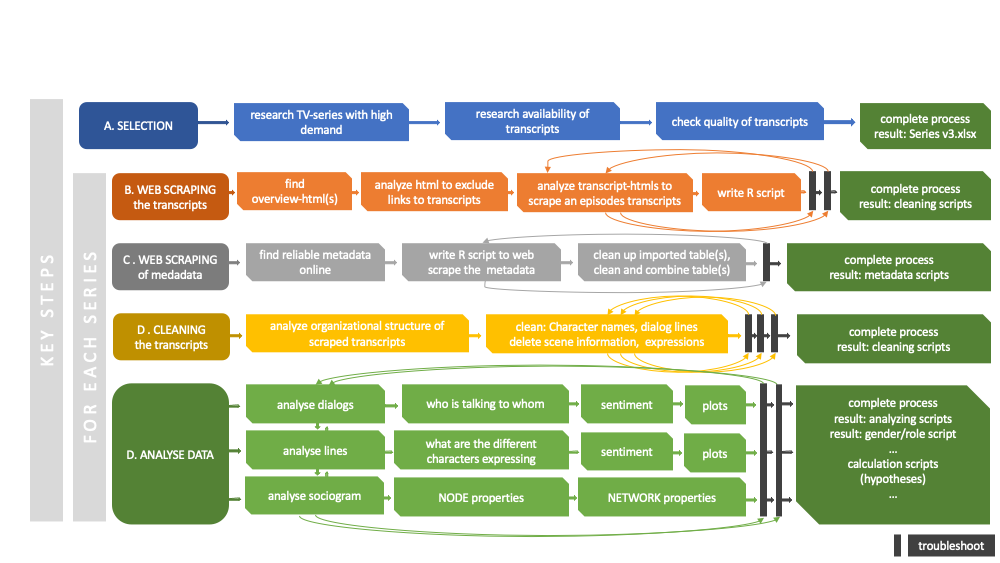 KEY STEPS
FOR EACH SERIES
A. SELECTION
research TV-series with high
demand
research availability of
transcripts
check quality of transcripts
complete process
result: Series v3.xlsx
B. WEB SCRAPING
the transcripts
find
overview-html(s)
analyze html to exclude
links to transcripts
analyze transcript-htmls to
scrape an episodes transcripts
write R script
complete process
result: cleaning scripts
C . WEB SCRAPING
of medadata
find reliable metadata
online
write R script to web
scrape the metadata
clean up imported table(s),
clean and combine table(s)
complete process
result: metadata scripts
D . CLEANING
the transcripts
analyze organizational structure of
scraped transcripts
clean: Character names, dialog lines
delete scene information, expressions
complete process
result: cleaning scripts
D. ANALYSE DATA
analyse dialogs
who is talking to whom
sentiment
plots
analyse lines
what are the different
characters expressing
sentiment
plots
analyse sociogram
NODE properties
NETWORK properties
complete process
result: analyzing scripts
result: gender/role script
...
calculation scripts
(hypotheses)
...
troubleshoot